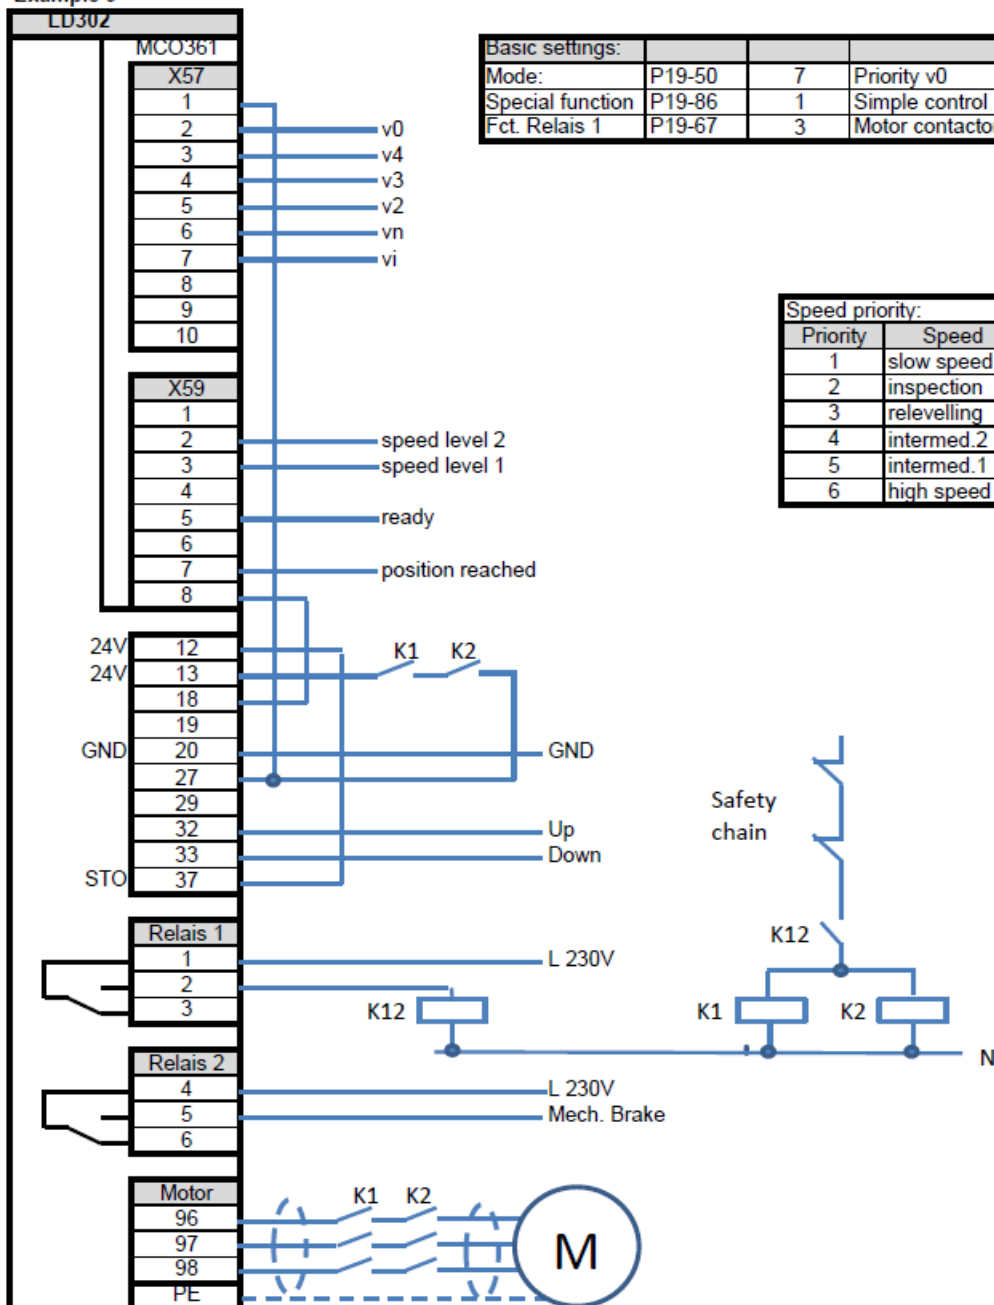 LD302
MCO361
X57
1
2 v0
3 v4
4 v3
5 v2
6 vn
7 vi
8
9
10
Basic settings:
Mode: P19-50 7 Priority v0
Special function P19-86 1 Simple control
Fct. Relais 1 P19-67 3 Motor contactor
Speed priority:
Priority Speed
1 slow speed
2 inspection
3 relevelling
4 intermed.2
5 intermed.1
6 high speed
X59
1
2 speed level 2
3 speed level 1
4
5 ready
6
7 position reached
8
24V 12
24V 13 K1 K2
18
19
GND 20 GND
27
29
32 Up
33 Down
STO 37
Safety
chain
K12
K1 K2
N
Relais 1
1 L 230V
2
3 K12
Relais 2
4 L 230V
5 Mech. Brake
6
Motor K1 K2
96
97
98
PE
M